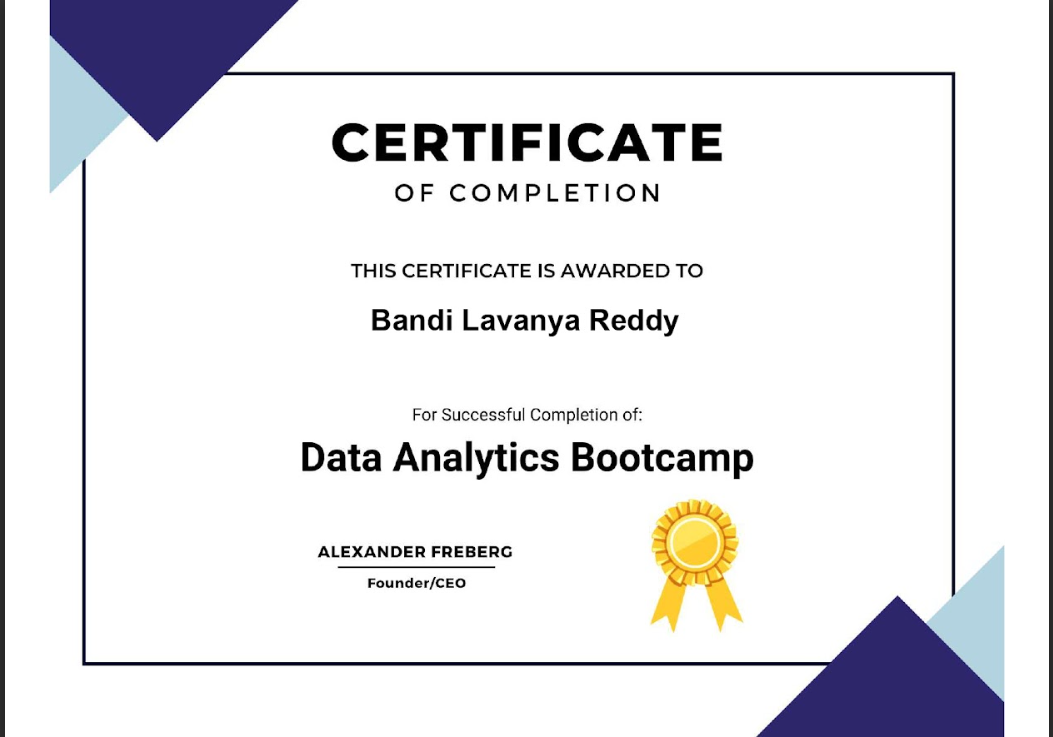 CERTIFICATE
OF COMPLETION
THIS CERTIFICATE IS AWARDED TO
Bandi Lavanya Reddy
For Successful Completion of:
Data Analytics Bootcamp
ALEXANDER FREBERG
Founder/CEO